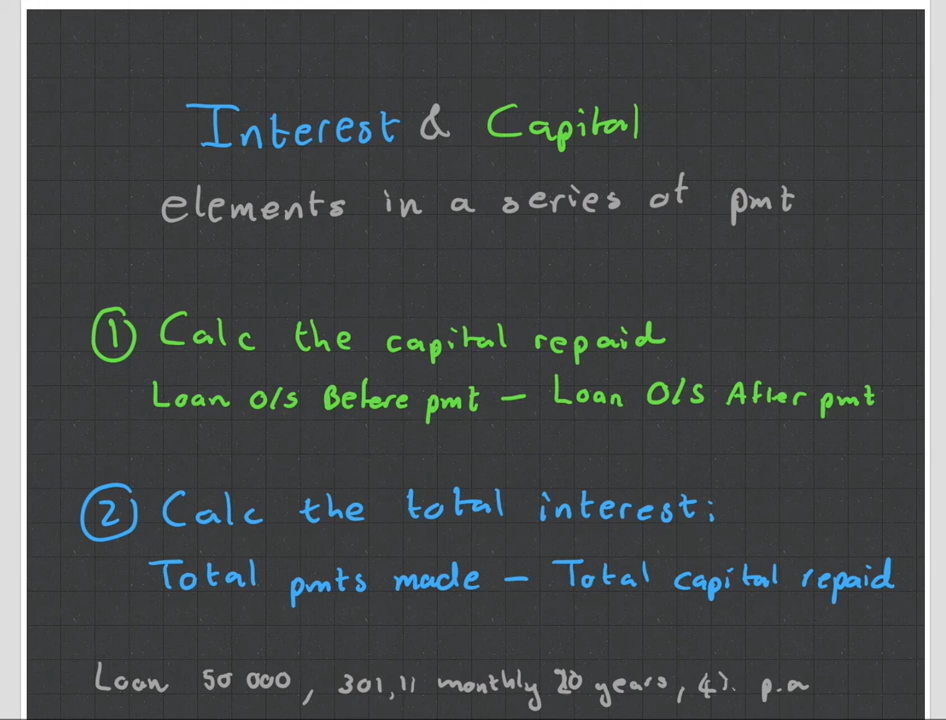 Interest & Capital
elements in a series of pmt
① Calc the capital repaid
Loan O/S Before pmt – Loan O/S After pmt
② Calc the total interest;
Total pmts made – Total capital repaid
Loan 50 000, 301,11 monthly 20 years, 4% p.a